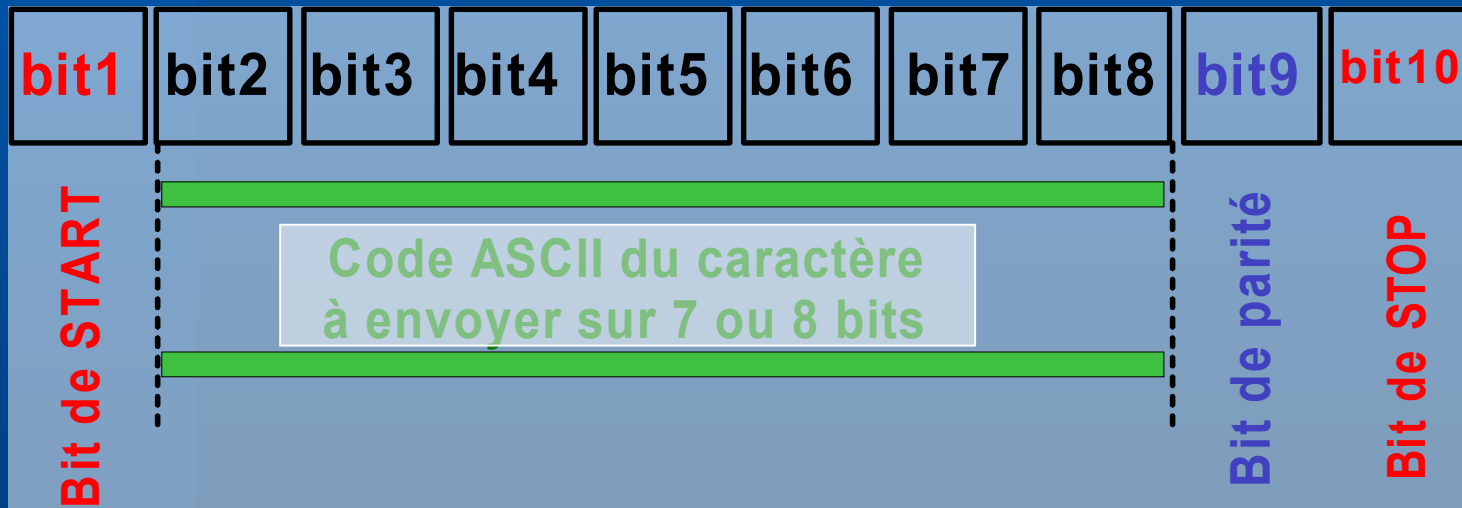 bit1 bit2 bit3 bit4 bit5 bit6 bit7 bit8 bit9 bit10
Bit de START
Code ASCII du caractère
à envoyer sur 7 ou 8 bits
Bit de parité
Bit de STOP